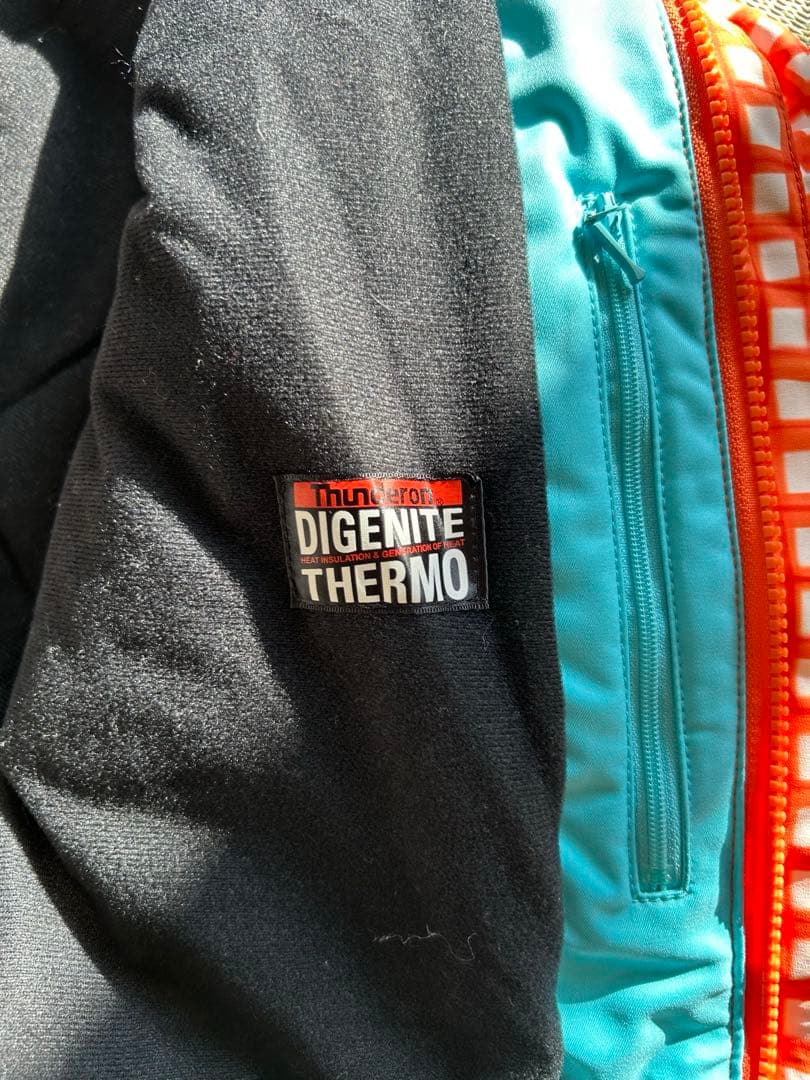 Thunderon
DIGENITE
HEAT INSULATION & GENERATION OF HEAT
THERMO